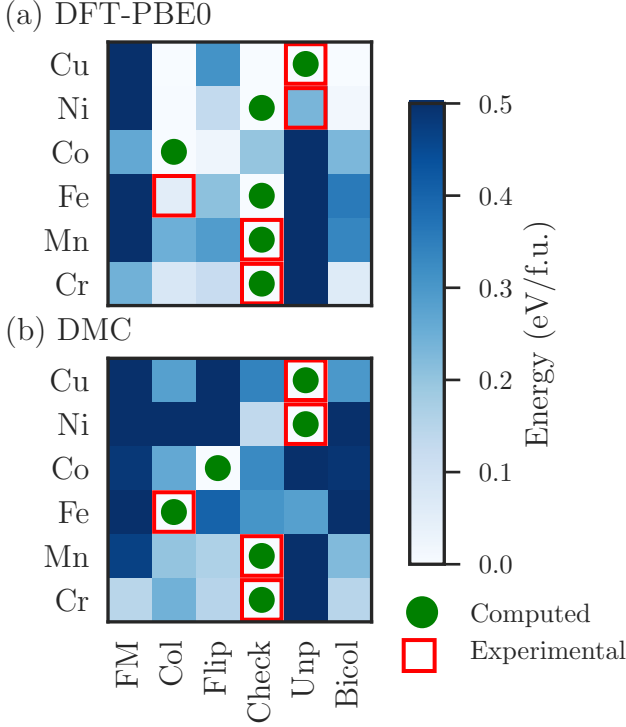 (a) DFT-PBE0
Cu
Ni
Co
Fe
Mn
Cr
(b) DMC
Cu
Ni
Co
Fe
Mn
Cr
FM
Col
Flip
Check
Unp
Bicol
0.5
0.4
0.3
0.2
0.1
0.0
Energy (eV/f.u.)
Computed
Experimental